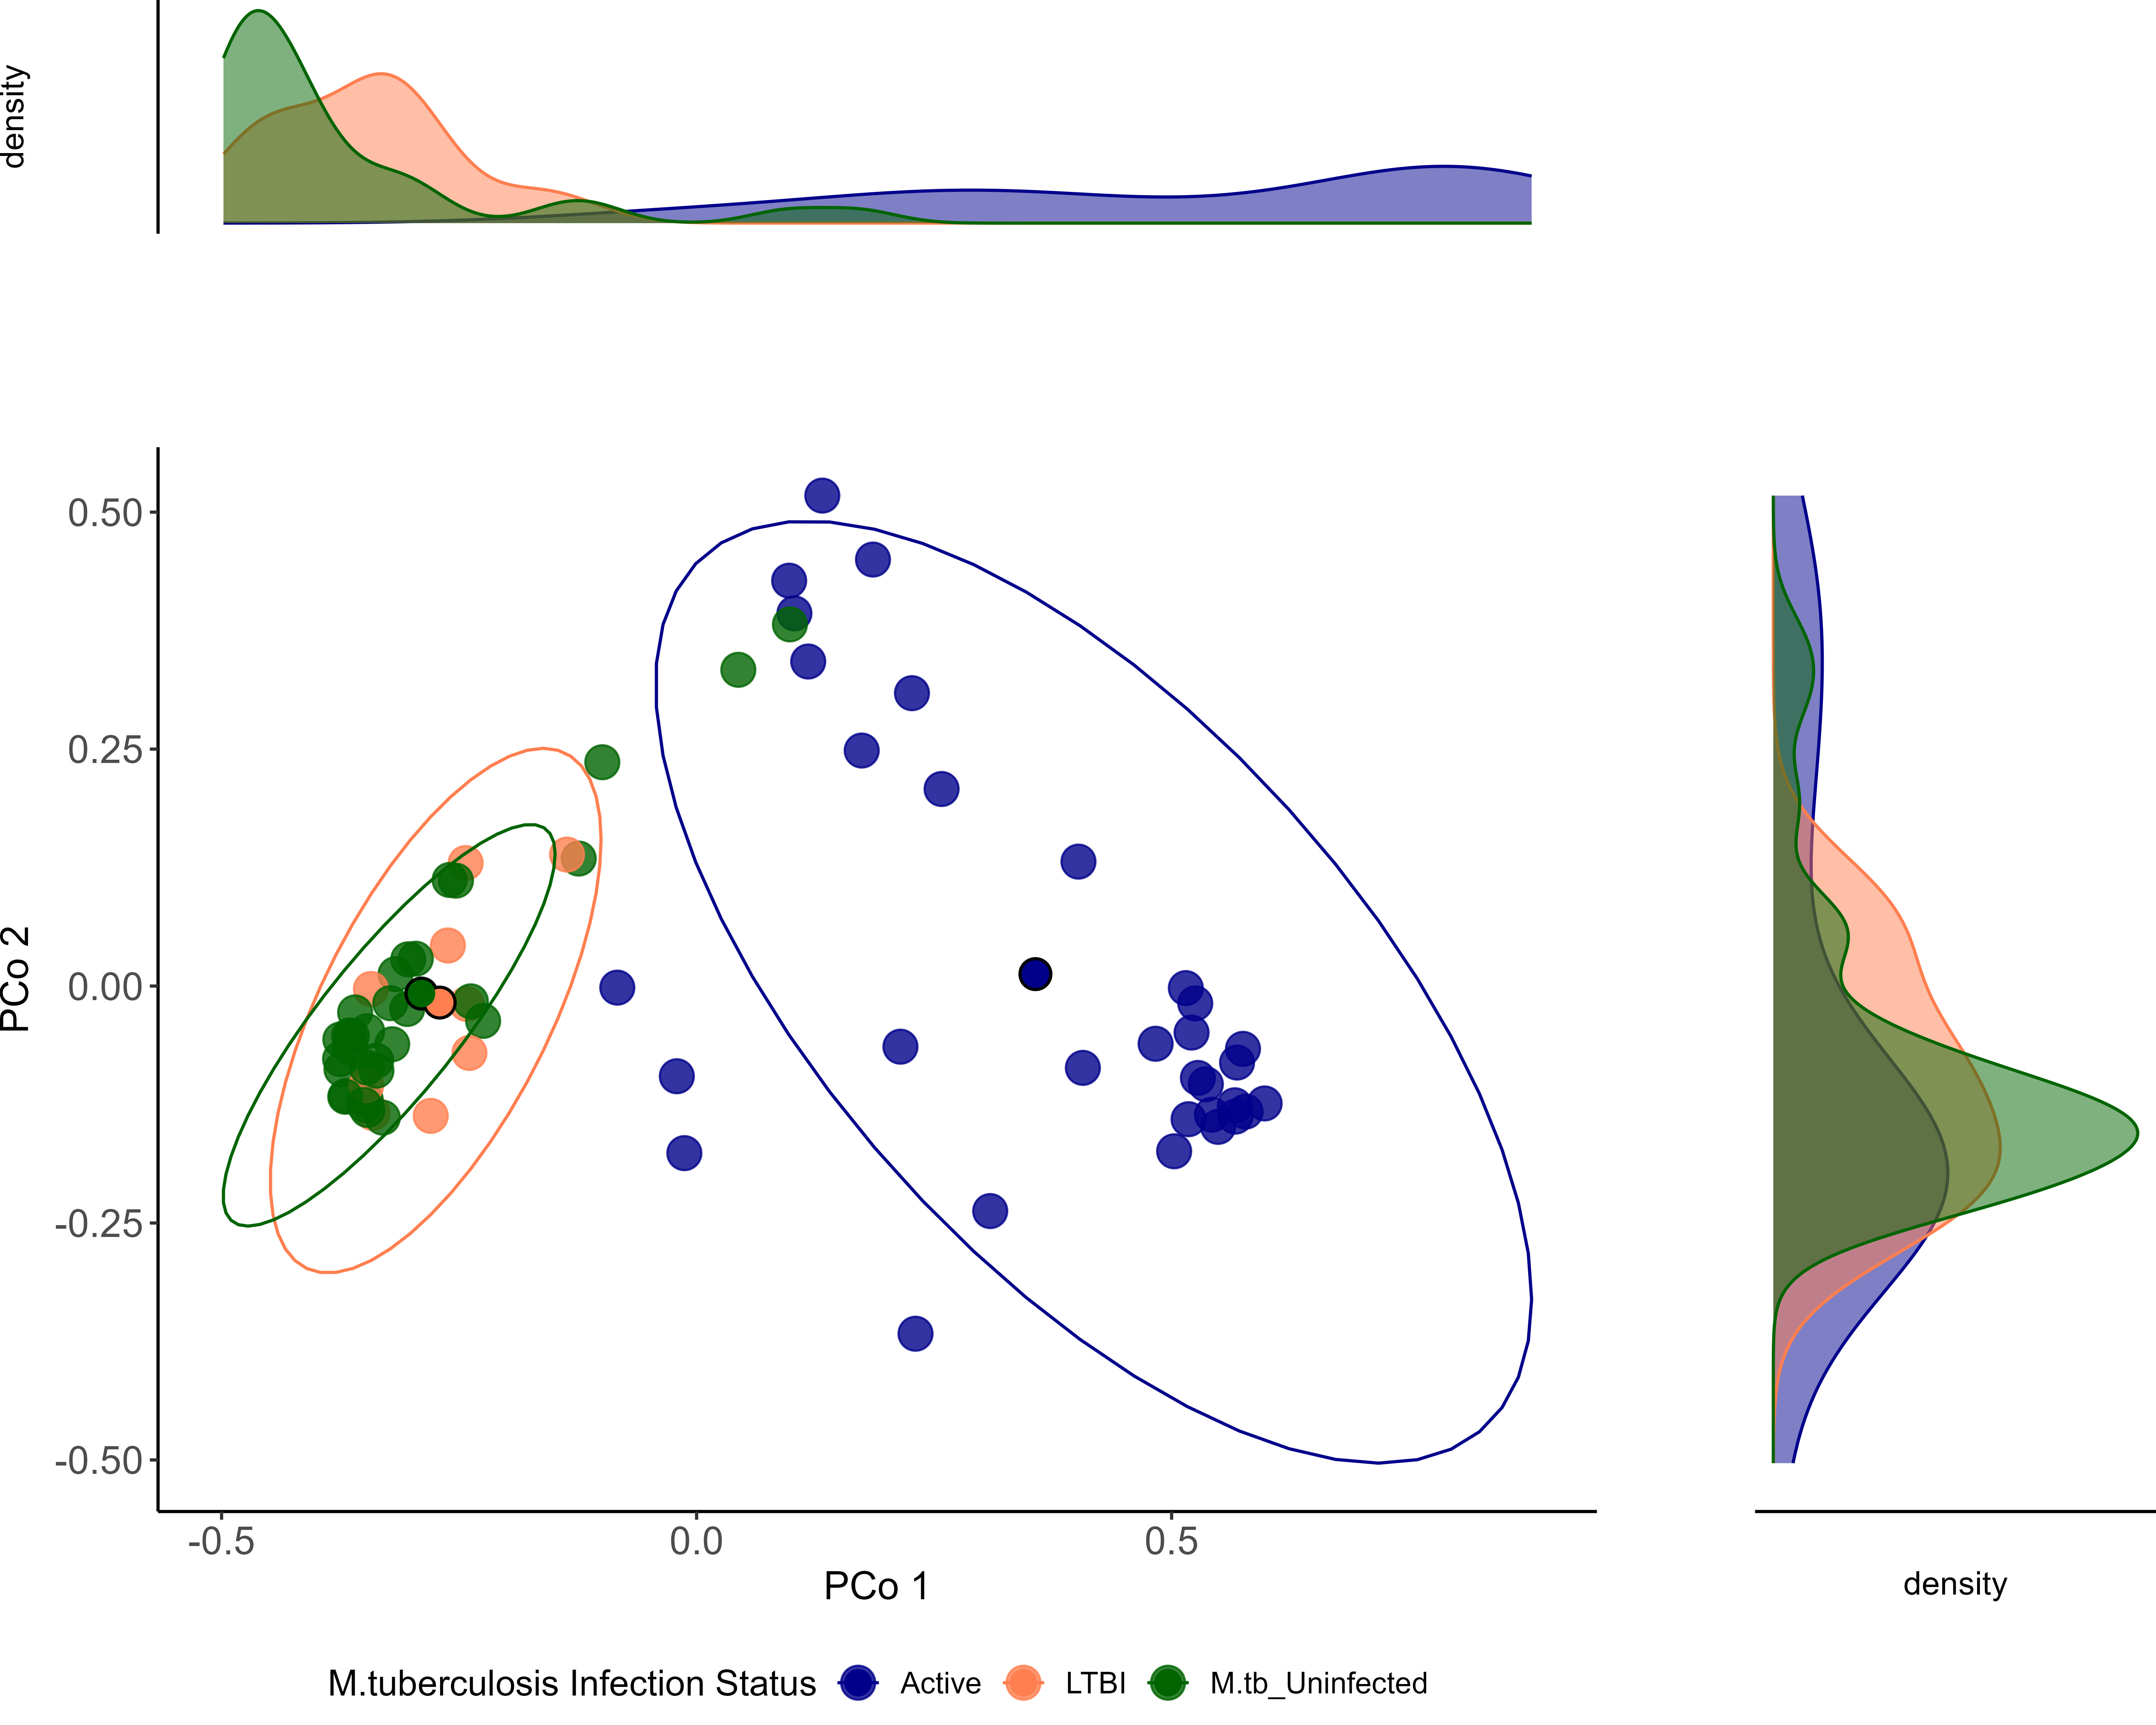 density
0.50
0.25
0.00
-0.25
-0.50
PCo 2
-0.5 0.0 0.5
PCo 1
density
M.tuberculosis Infection Status Active LTBI M.tb_Uninfected